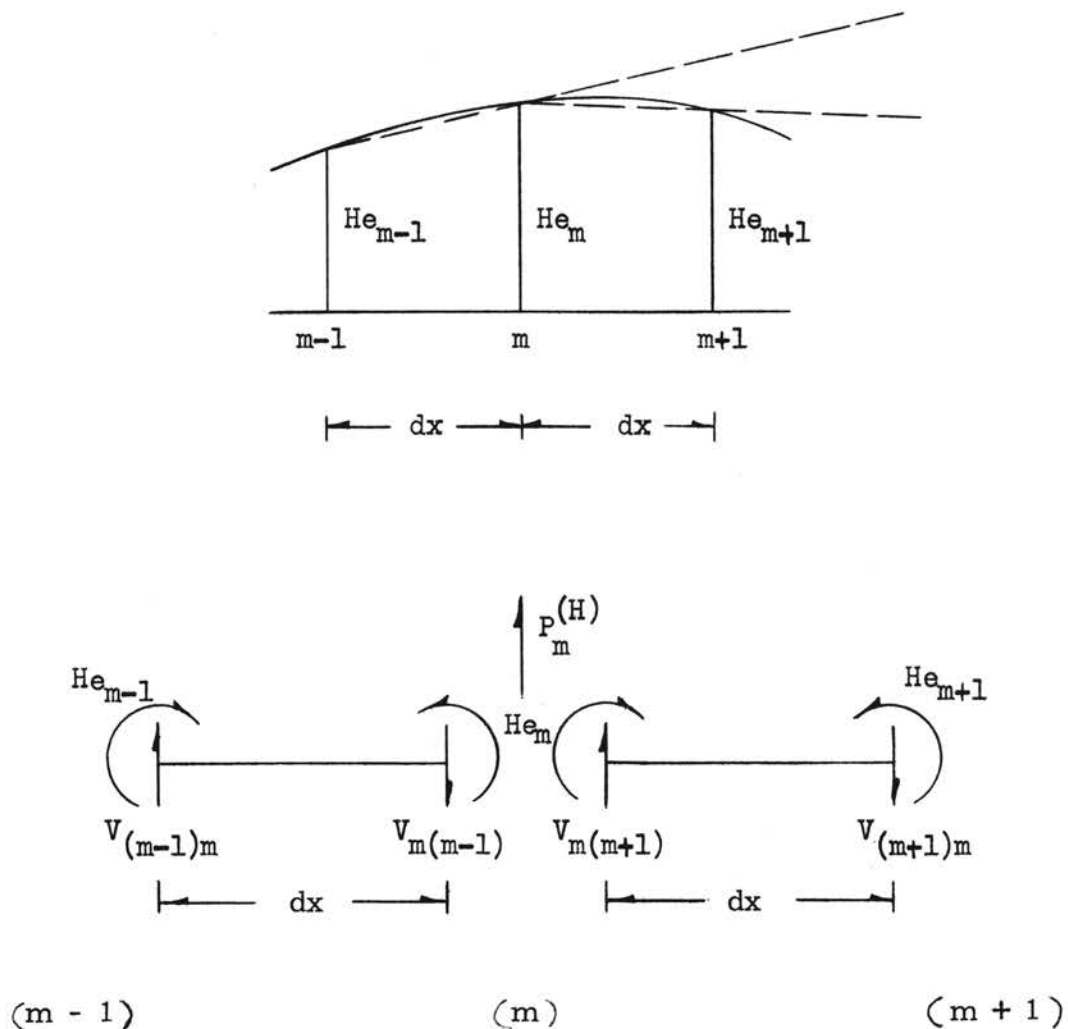 He_{m-1} He_m He_{m+1}
m-1 m m+1
dx dx
P_m^{(H)}
He_{m-1} He_m He_{m+1}
V_{(m-1)m} V_{m(m-1)} V_{m(m+1)} V_{(m+1)m}
dx dx
(m - 1) (m) (m + 1)